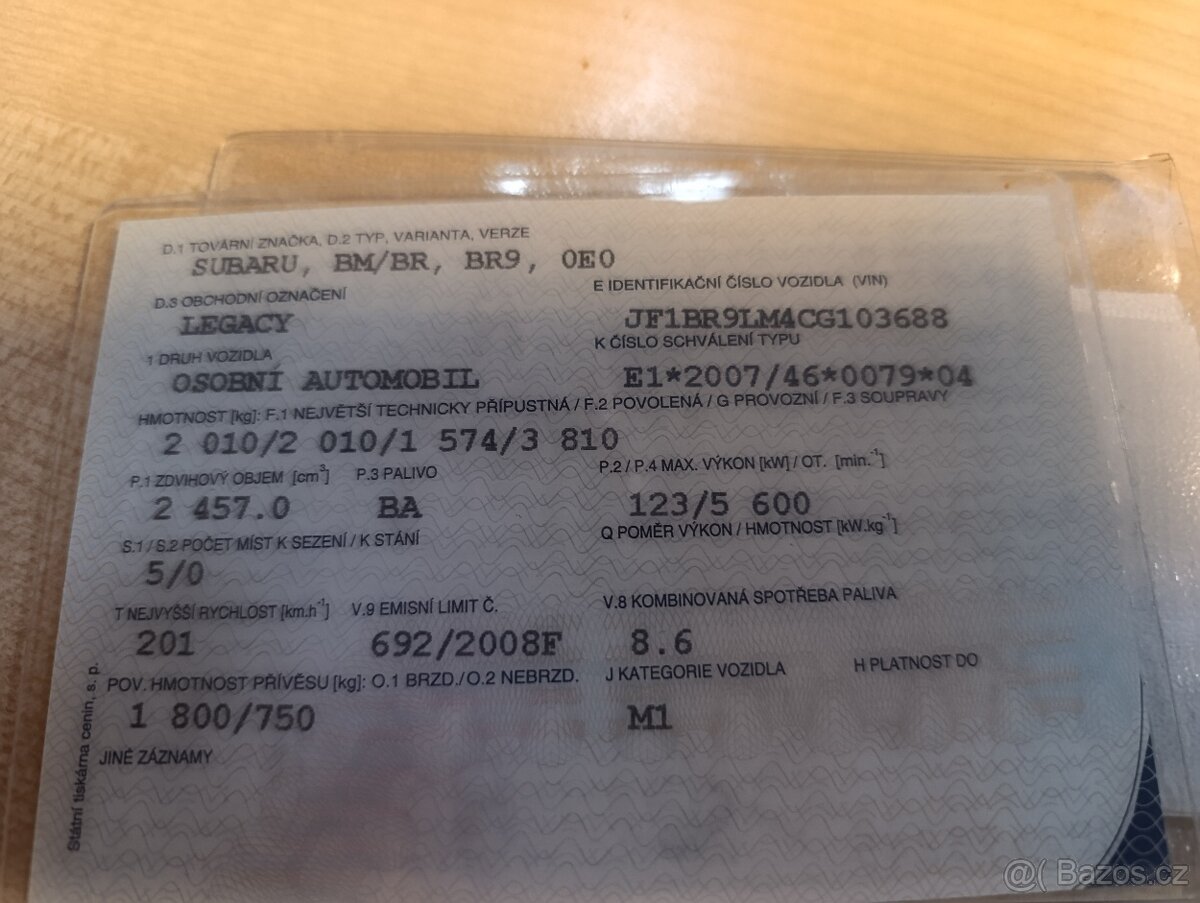 D.1 TOVÁRNÍ ZNAČKA, D.2 TYP, VARIANTA, VERZE
SUBARU, BM/BR, BR9, 0E0
D.3 OBCHODNÍ OZNAČENÍ
E IDENTIFIKAČNÍ ČÍSLO VOZIDLA (VIN)
LEGACY
JF1BR9LM4CG103688
1 DRUH VOZIDLA
K ČÍSLO SCHVÁLENÍ TYPU
OSOBNÍ AUTOMOBIL
E1*2007/46*0079*04
HMOTNOST [kg]: F.1 NEJVĚTŠÍ TECHNICKY PŘÍPUSTNÁ / F.2 POVOLENÁ / G PROVOZNÍ / F.3 SOUPRAVY
2 010/2 010/1 574/3 810
P.1 ZDVIHOVÝ OBJEM [cm³] P.3 PALIVO
P.2 / P.4 MAX. VÝKON [kW] / OT. [min.⁻¹]
2 457.0 BA
123/5 600
S.1 / S.2 POČET MÍST K SEZENÍ / K STÁNÍ
Q POMĚR VÝKON / HMOTNOST [kW.kg⁻¹]
5/0
T NEJVYŠŠÍ RYCHLOST [km.h⁻¹] V.9 EMISNÍ LIMIT Č.
V.8 KOMBINOVANÁ SPOTŘEBA PALIVA
201 692/2008F
8.6
POV. HMOTNOST PŘÍVĚSU [kg]: O.1 BRZD./O.2 NEBRZD.
J KATEGORIE VOZIDLA H PLATNOST DO
1 800/750
M1
JINÉ ZÁZNAMY
Státní tiskárna cenin, s. p.
@( Bazos.cz